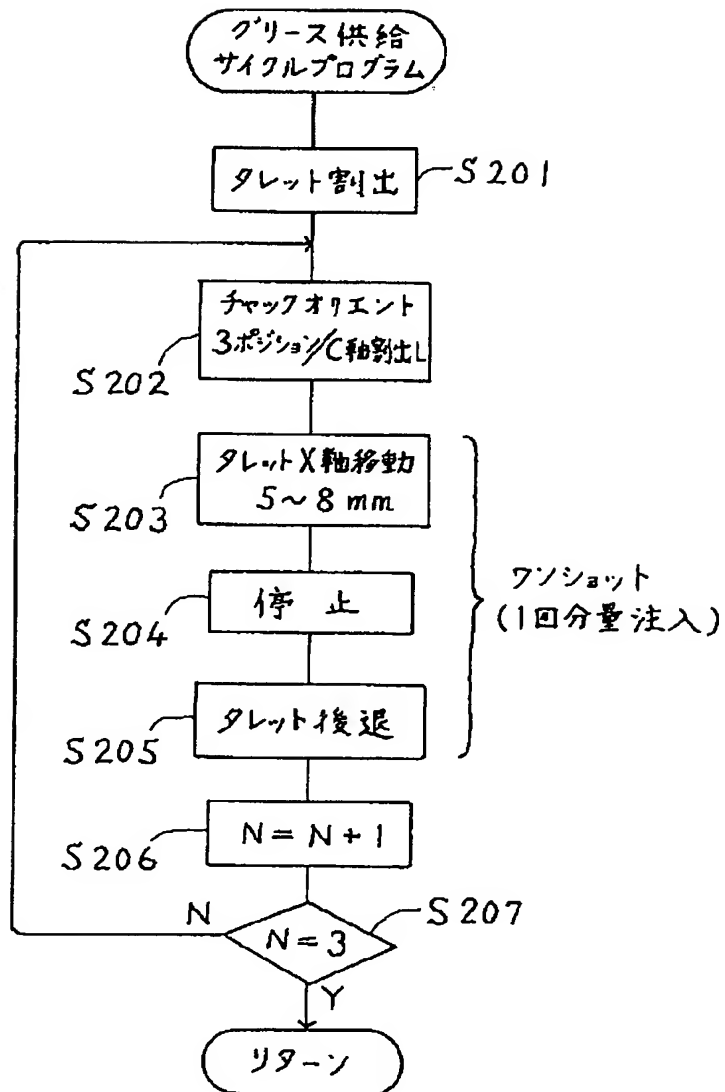 グリース供給
サイクルプログラム
タレット割出
S201
チャックオリエント
3ポジション/C軸割出し
S202
タレットX軸移動
5~8mm
S203
停止
S204
タレット後退
S205
ワンショット
(1回分量注入)
N=N+1
S206
N
N=3
S207
Y
リターン